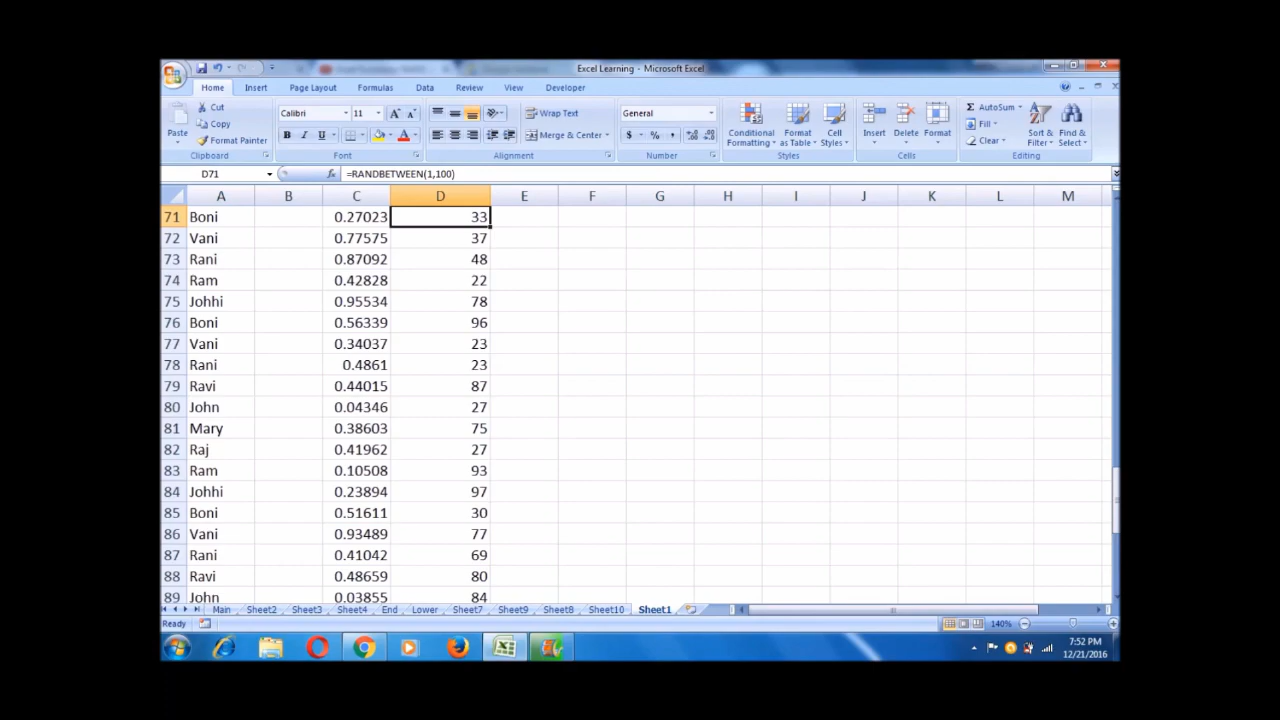 Excel Learning - Microsoft Excel
Home Insert Page Layout Formulas Data Review View Developer
Cut
Copy
Paste
Format Painter
Clipboard
Calibri 11 A A
B I U A
Font
Wrap Text
Merge & Center
Alignment
General
$ % ,
Number
Conditional Formatting
Format as Table
Cell Styles
Styles
Insert Delete Format
Cells
Σ AutoSum
Fill
Clear
Sort & Filter
Find & Select
Editing
D71 fx =RANDBETWEEN(1,100)
A B C D E F G H I J K L M
71 Boni 0.27023 33
72 Vani 0.77575 37
73 Rani 0.87092 48
74 Ram 0.42828 22
75 Johhi 0.95534 78
76 Boni 0.56339 96
77 Vani 0.34037 23
78 Rani 0.4861 23
79 Ravi 0.44015 87
80 John 0.04346 27
81 Mary 0.38603 75
82 Raj 0.41962 27
83 Ram 0.10508 93
84 Johhi 0.23894 97
85 Boni 0.51611 30
86 Vani 0.93489 77
87 Rani 0.41042 69
88 Ravi 0.48659 80
89 John 0.03855 84
Main Sheet2 Sheet3 Sheet4 End Lower Sheet7 Sheet9 Sheet8 Sheet10 Sheet1
Ready 140%
7:52 PM
12/21/2016